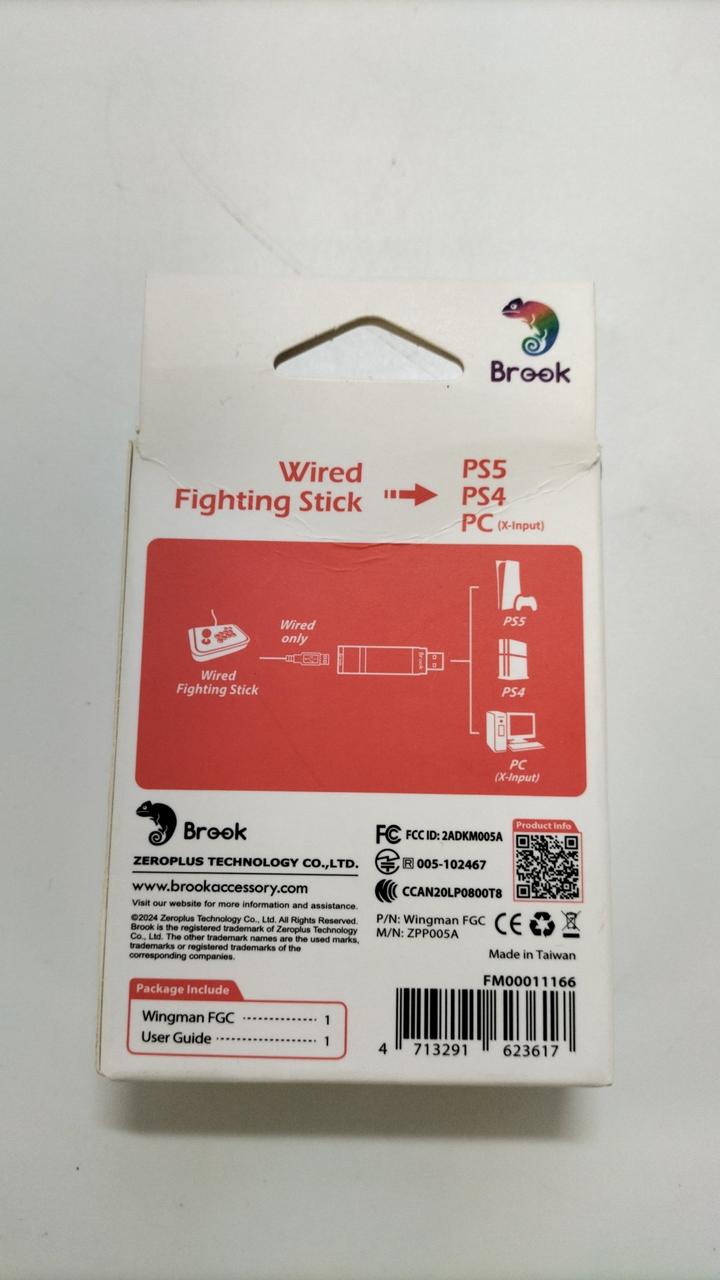 Brook
Wired
Fighting Stick
PS5
PS4
PC (X-Input)
Wired
only
Wired
Fighting Stick
Brook
PS5
PS4
PC
(X-Input)
Brook
ZEROPLUS TECHNOLOGY CO.,LTD.
www.brookaccessory.com
Visit our website for more information and assistance.
©2024 Zeroplus Technology Co., Ltd. All Rights Reserved.
Brook is the registered trademark of Zeroplus Technology
Co., Ltd. The other trademark names are the used marks,
trademarks or registered trademarks of the
corresponding companies.
FCC ID: 2ADKM005A
R 005-102467
CCAN20LP0800T8
P/N: Wingman FGC
M/N: ZPP005A
CE
Product Info
Made in Taiwan
Package Include
Wingman FGC ------------- 1
User Guide ----------------- 1
FM00011166
4 713291 623617